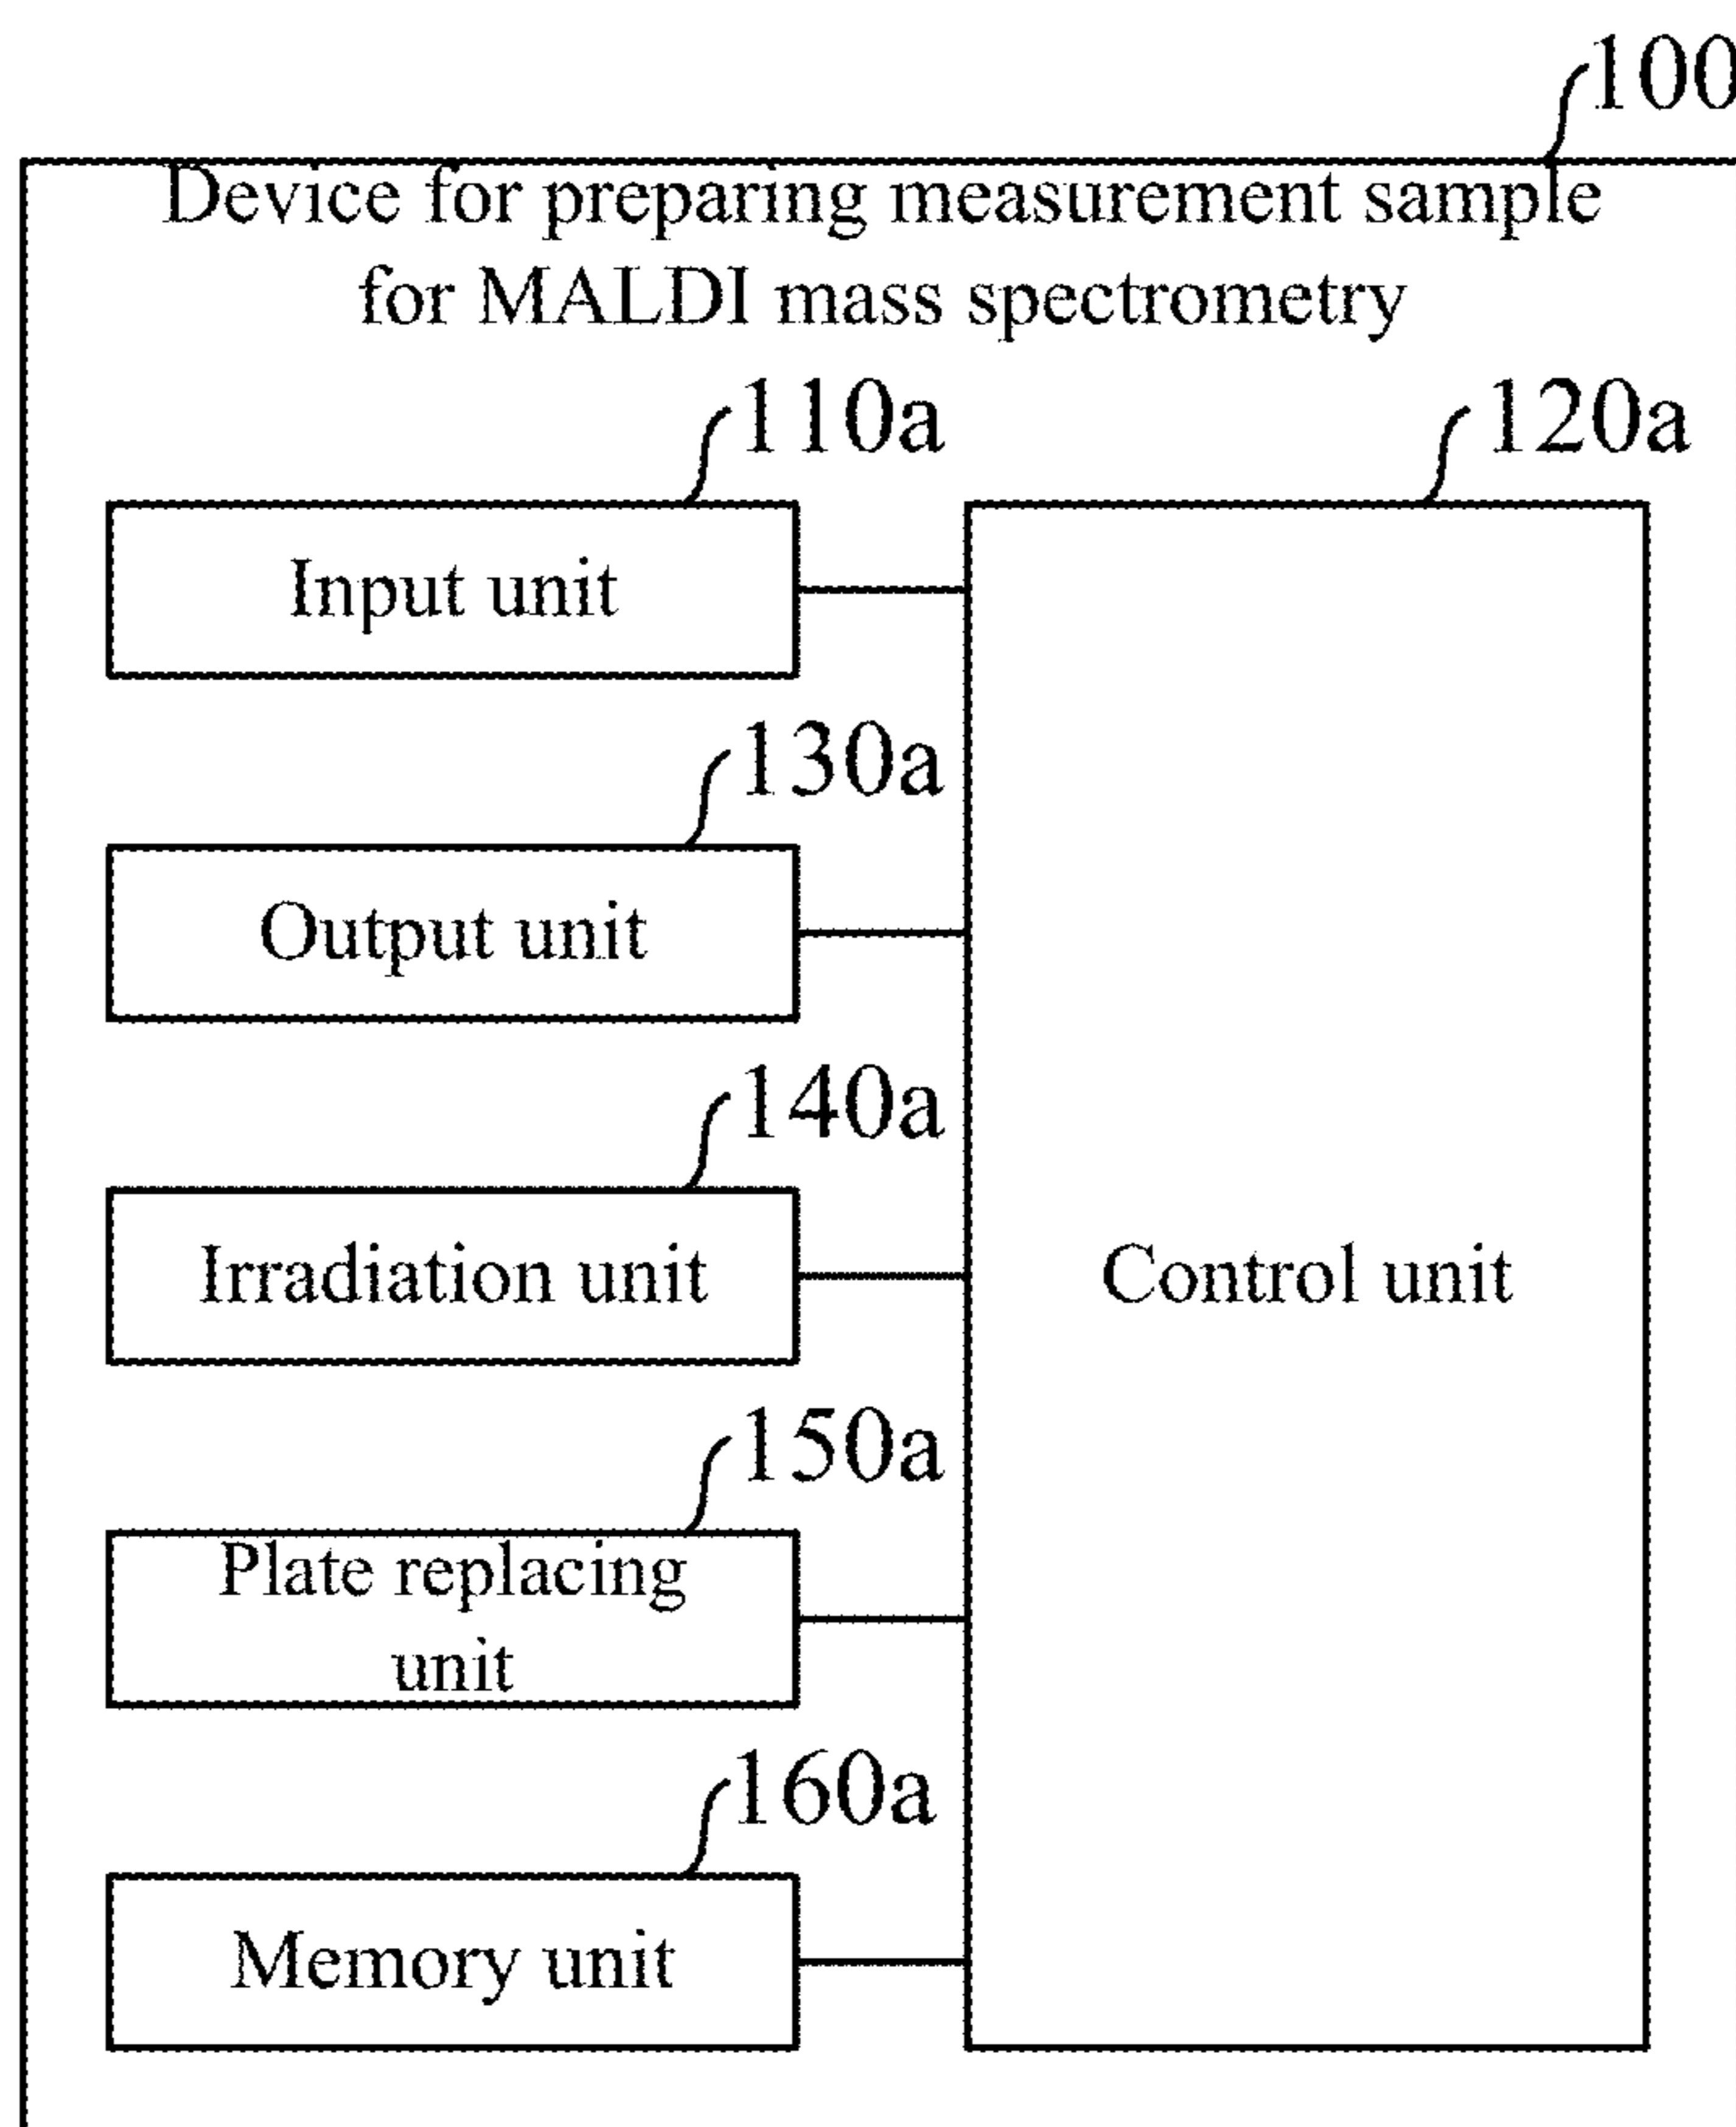 100
Device for preparing measurement sample
for MALDI mass spectrometry
110a
120a
Input unit
130a
Output unit
140a
Irradiation unit
Control unit
150a
Plate replacing
unit
160a
Memory unit